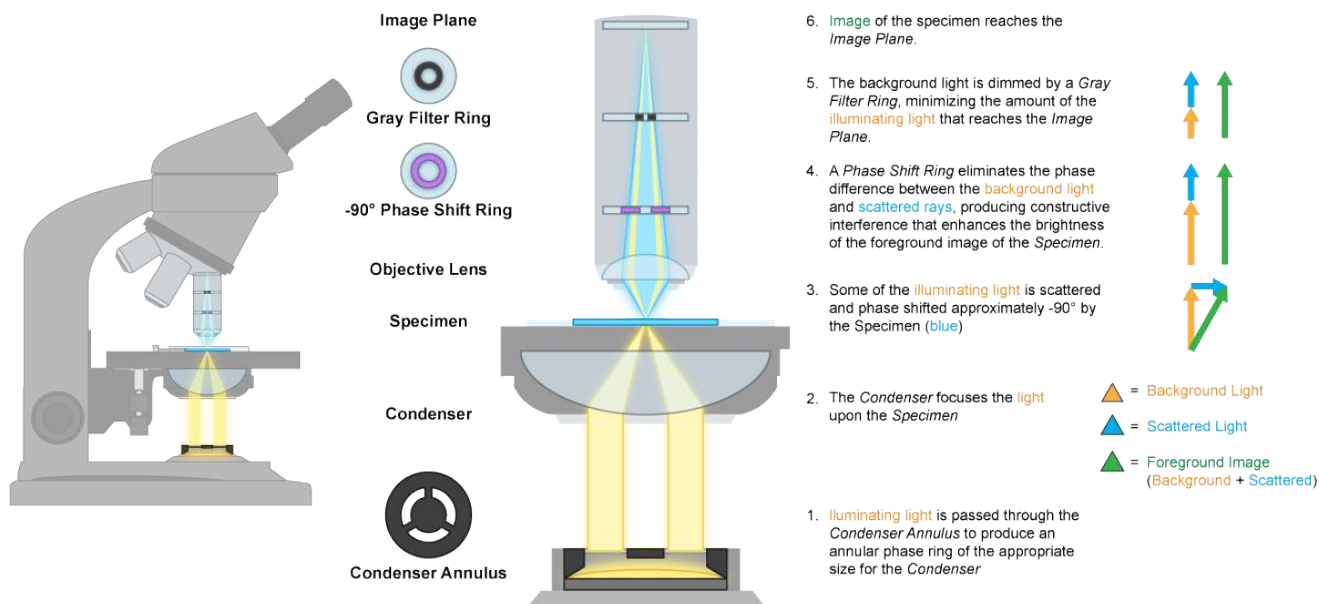 Image Plane
Gray Filter Ring
-90° Phase Shift Ring
Objective Lens
Specimen
Condenser
Condenser Annulus
6. Image of the specimen reaches the
Image Plane.
5. The background light is dimmed by a Gray
Filter Ring, minimizing the amount of the
illuminating light that reaches the Image
Plane.
4. A Phase Shift Ring eliminates the phase
difference between the background light
and scattered rays, producing constructive
interference that enhances the brightness
of the foreground image of the Specimen.
3. Some of the illuminating light is scattered
and phase shifted approximately -90° by
the Specimen (blue)
2. The Condenser focuses the light
upon the Specimen
1. Iluminating light is passed through the
Condenser Annulus to produce an
annular phase ring of the appropriate
size for the Condenser
= Background Light
= Scattered Light
= Foreground Image
(Background + Scattered)